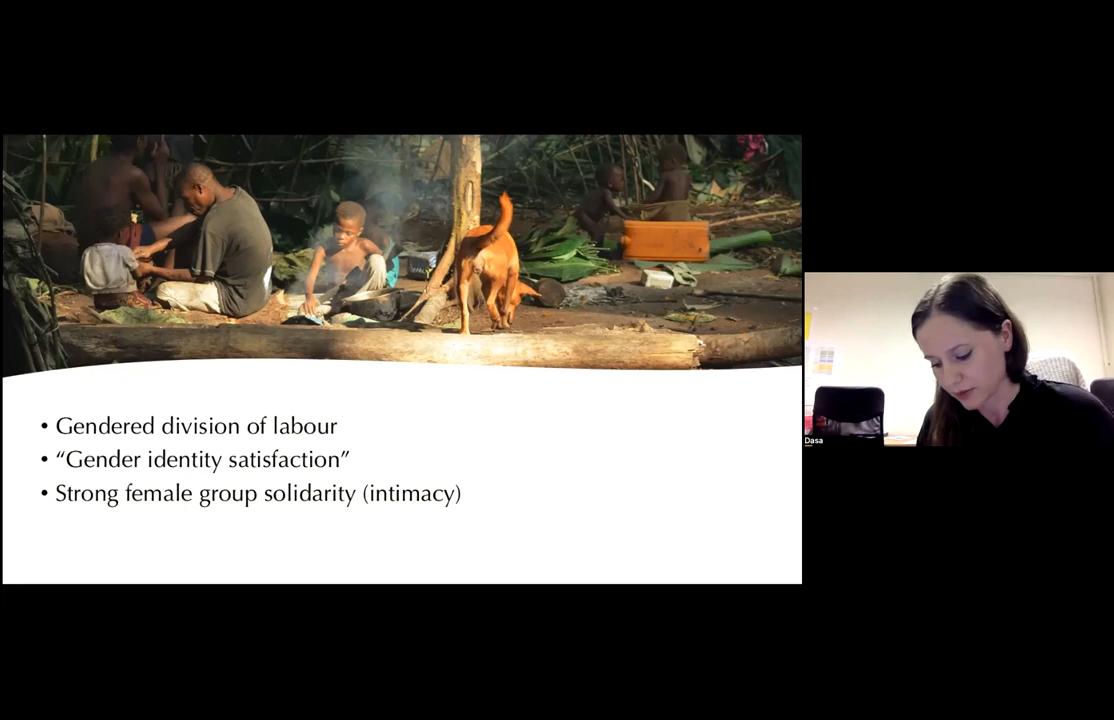 • Gendered division of labour
• “Gender identity satisfaction”
• Strong female group solidarity (intimacy)
Dasa